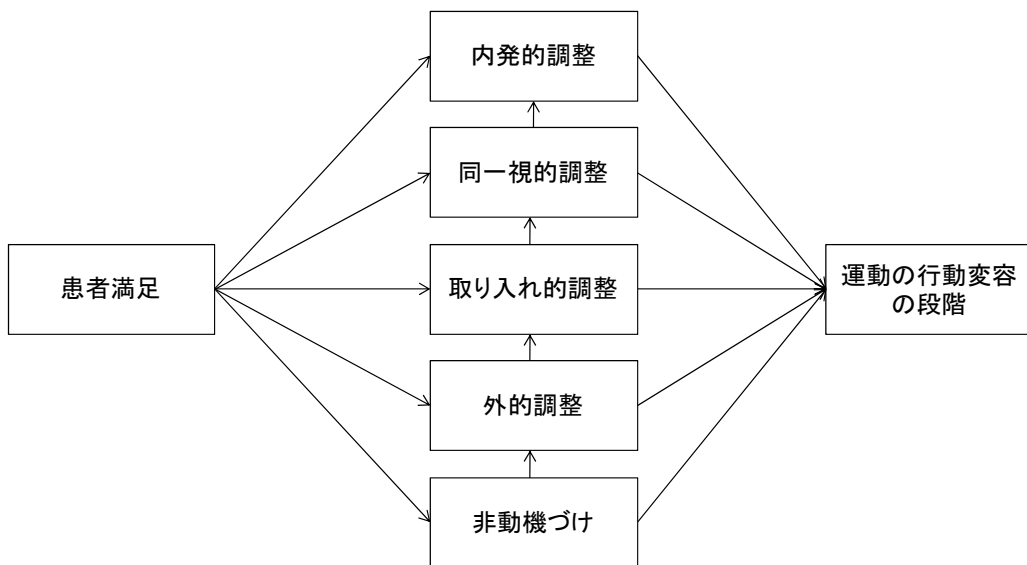 内発的調整
同一視的調整
患者満足
取り入れ的調整
運動の行動変容
の段階
外的調整
非動機づけ